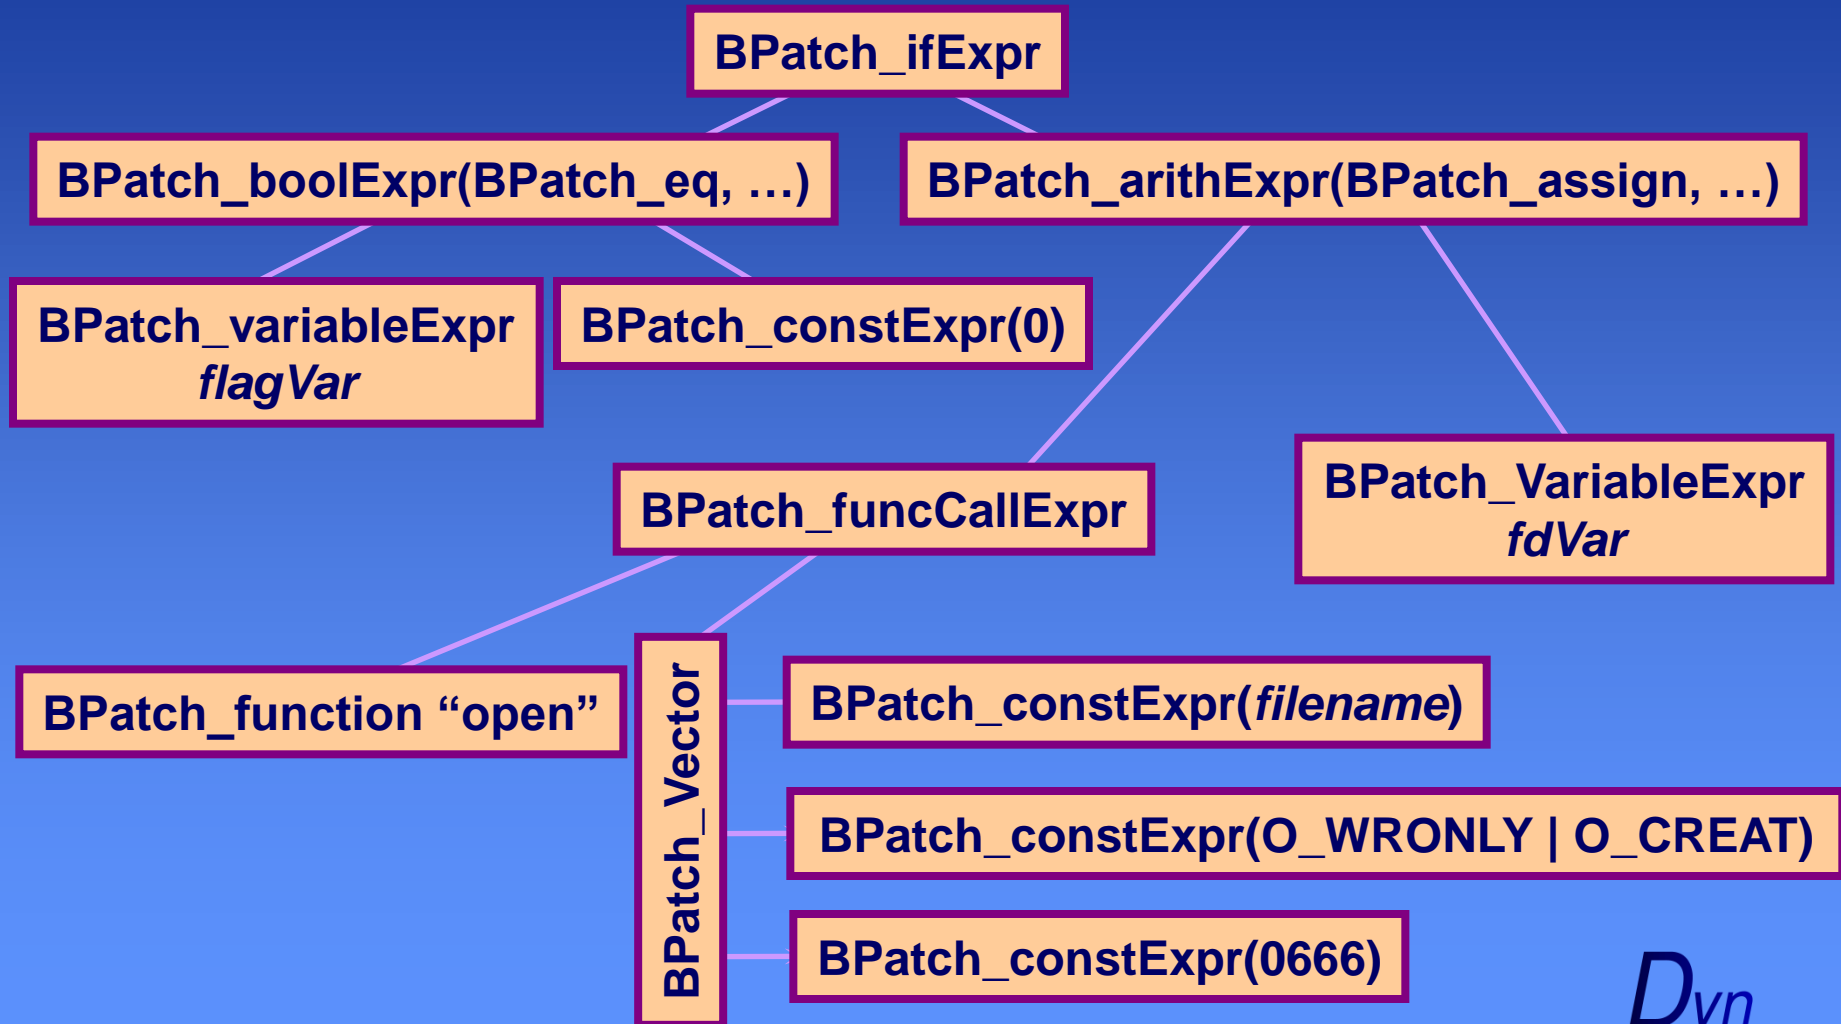 BPatch_ifExpr
BPatch_boolExpr(BPatch_eq, …)
BPatch_arithExpr(BPatch_assign, …)
BPatch_variableExpr
flagVar
BPatch_constExpr(0)
BPatch_funcCallExpr
BPatch_VariableExpr
fdVar
BPatch_function “open”
BPatch_Vector
BPatch_constExpr(filename)
BPatch_constExpr(O_WRONLY | O_CREAT)
BPatch_constExpr(0666)
Dyn